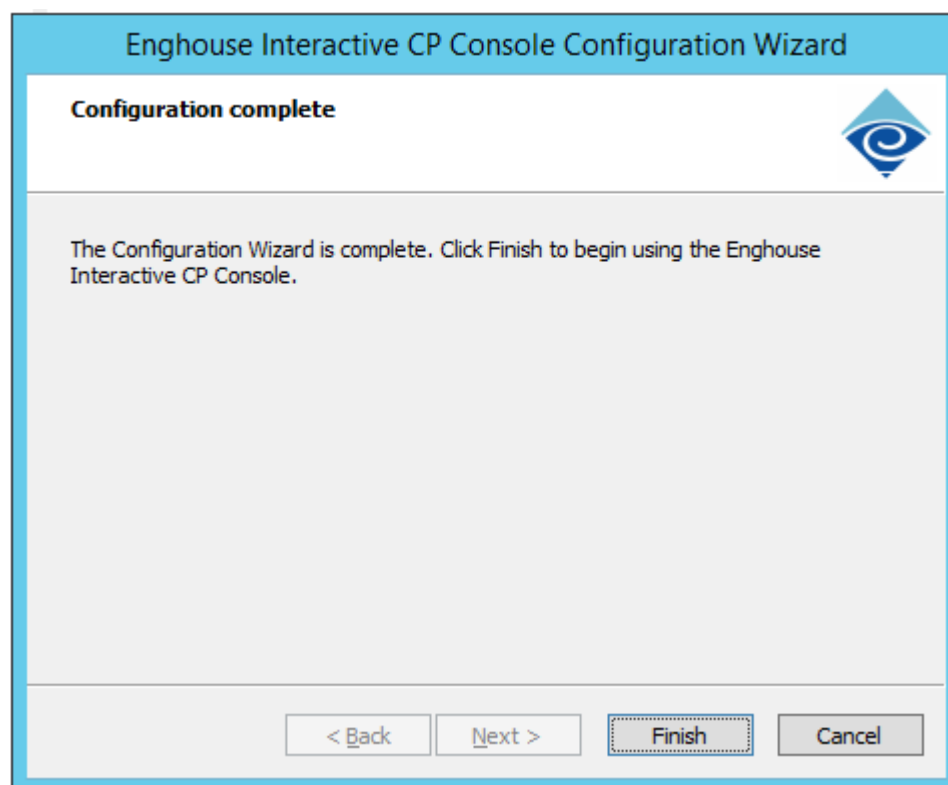 Enghouse Interactive CP Console Configuration Wizard
Configuration complete
The Configuration Wizard is complete. Click Finish to begin using the Enghouse
Interactive CP Console.
< Back
Next >
Finish
Cancel